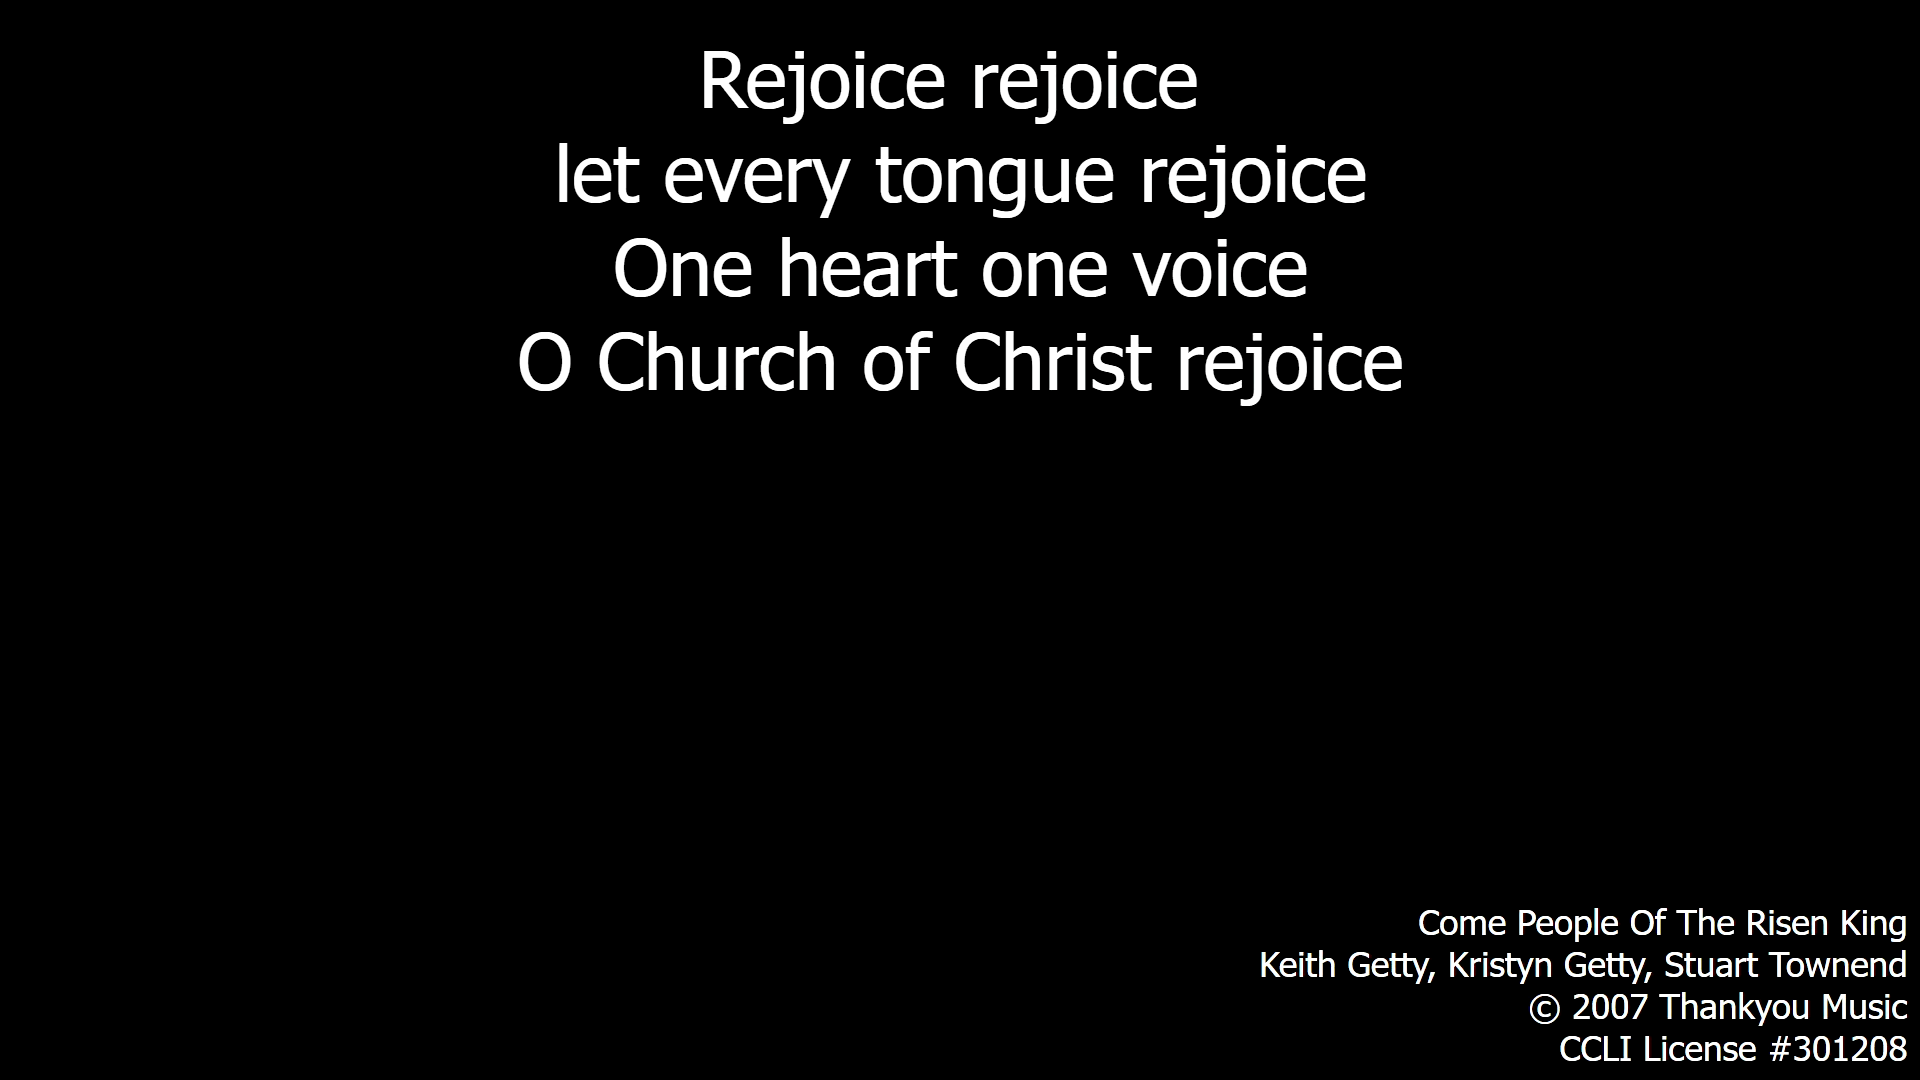 Rejoice rejoice
let every tongue rejoice
One heart one voice
O Church of Christ rejoice
Come People Of The Risen King
Keith Getty, Kristyn Getty, Stuart Townend
© 2007 Thankyou Music
CCLI License #301208